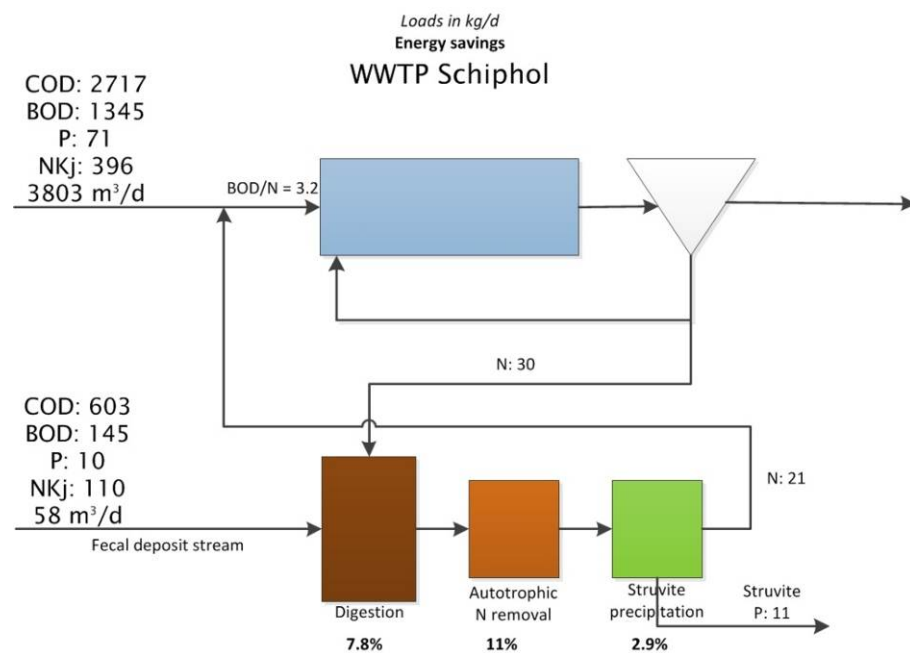 Loads in kg/d
Energy savings
WWTP Schiphol
COD: 2717
BOD: 1345
P: 71
NKj: 396
3803 m³/d
BOD/N = 3.2
N: 30
COD: 603
BOD: 145
P: 10
NKj: 110
58 m³/d
Fecal deposit stream
N: 21
Digestion
7.8%
Autotrophic
N removal
11%
Struvite
precipitation
2.9%
Struvite
P: 11